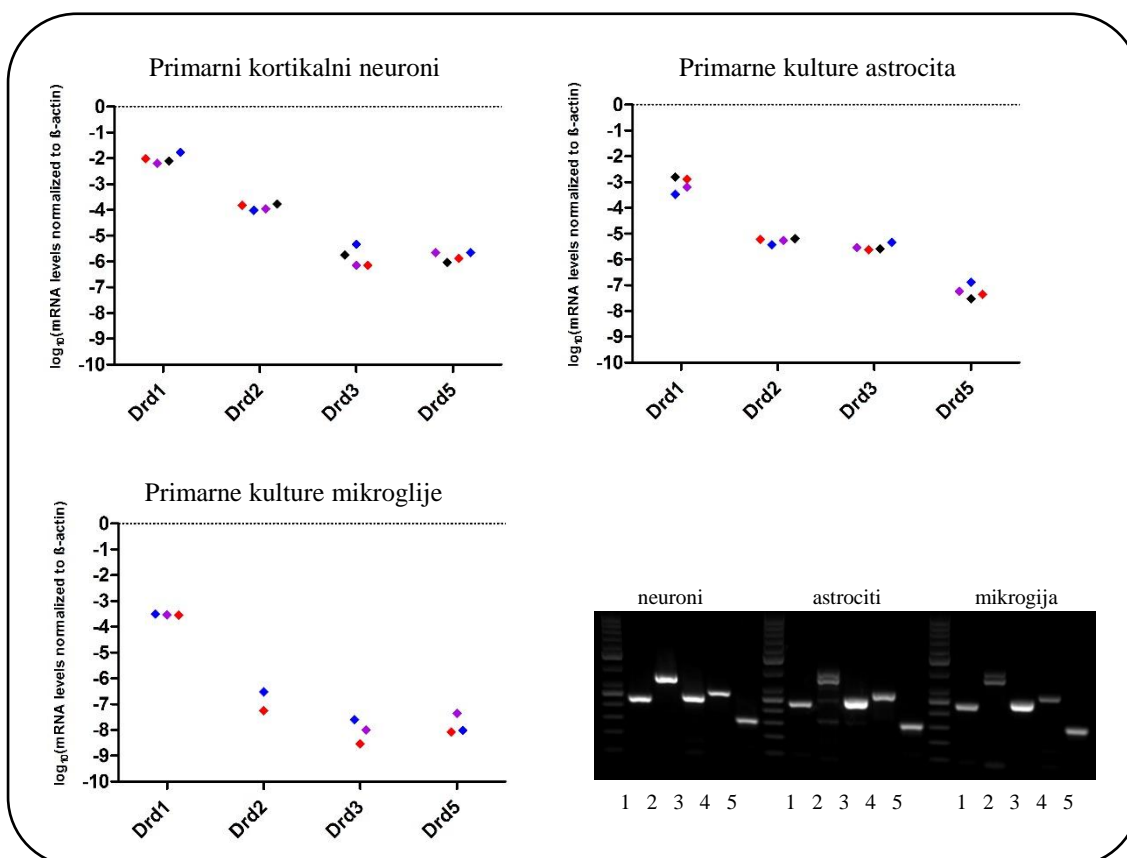 Primarni kortikalni neuroni
log₁₀(mRNA levels normalized to ß-actin)
0
-1
-2
-3
-4
-5
-6
-7
-8
-9
-10
Drd1
Drd2
Drd3
Drd5
Primarne kulture astrocita
log₁₀(mRNA levels normalized to ß-actin)
0
-1
-2
-3
-4
-5
-6
-7
-8
-9
-10
Drd1
Drd2
Drd3
Drd5
Primarne kulture mikroglije
log₁₀(mRNA levels normalized to ß-actin)
0
-1
-2
-3
-4
-5
-6
-7
-8
-9
-10
Drd1
Drd2
Drd3
Drd5
neuroni astrociti mikrogija
1 2 3 4 5 1 2 3 4 5 1 2 3 4 5